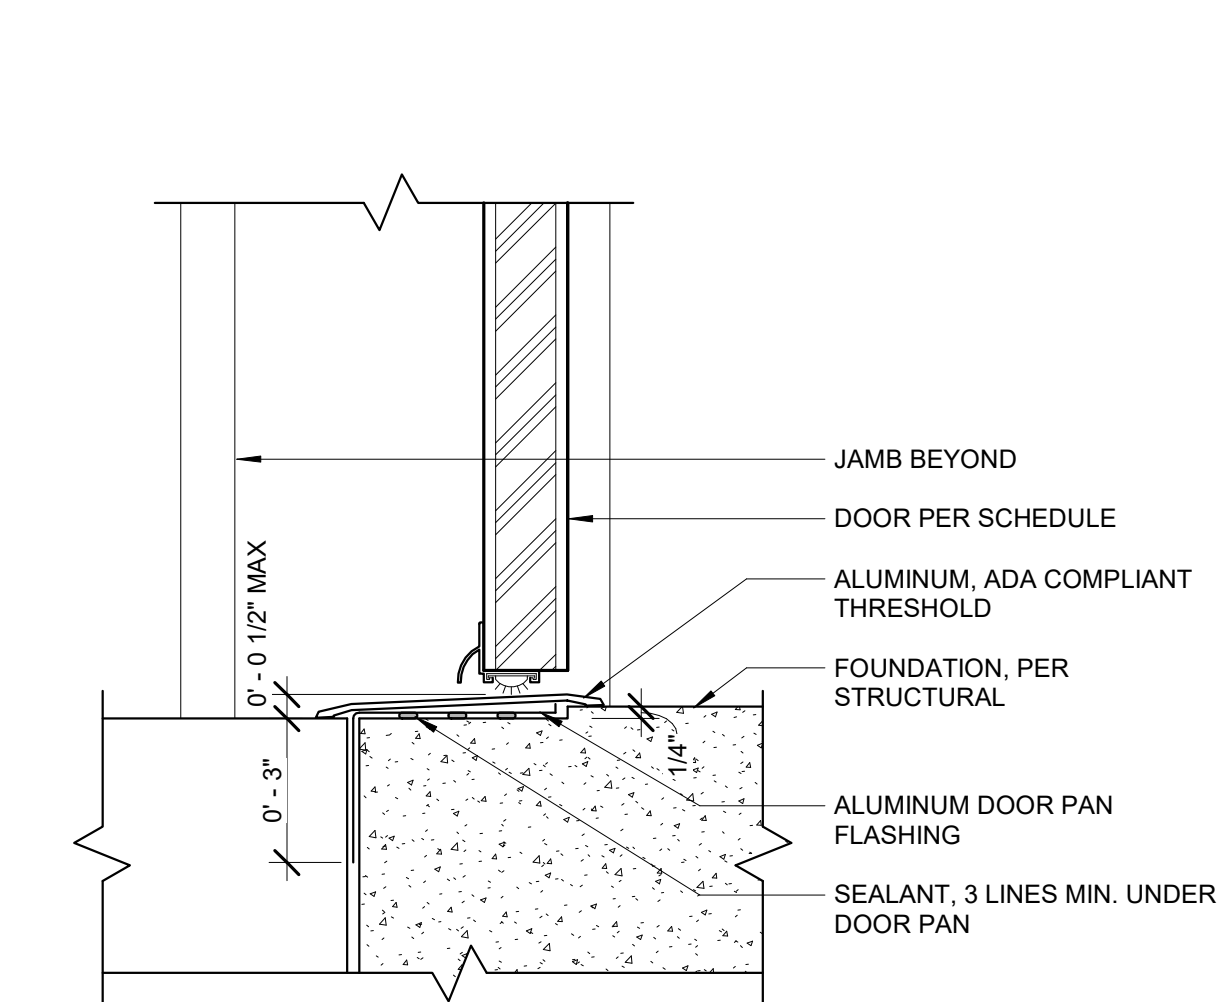 JAMB BEYOND
DOOR PER SCHEDULE
0' - 0 1/2" MAX
ALUMINUM, ADA COMPLIANT
THRESHOLD
FOUNDATION, PER
STRUCTURAL
1/4"
0' - 3"
ALUMINUM DOOR PAN
FLASHING
SEALANT, 3 LINES MIN. UNDER
DOOR PAN